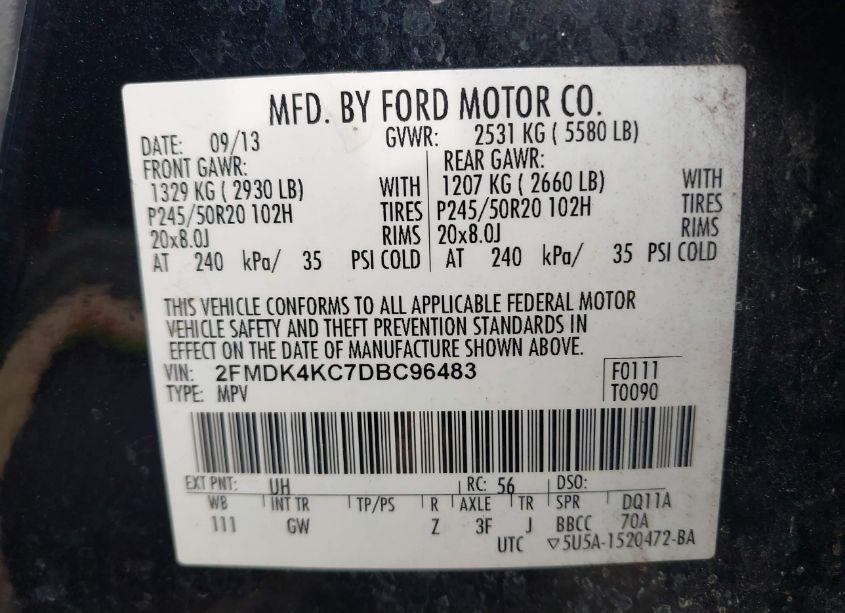 MFD. BY FORD MOTOR CO.
DATE: 09/13 GVWR: 2531 KG ( 5580 LB)
FRONT GAWR: REAR GAWR:
1329 KG ( 2930 LB) WITH 1207 KG ( 2660 LB) WITH
P245/50R20 102H TIRES P245/50R20 102H TIRES
20x8.0J RIMS 20x8.0J RIMS
AT 240 kPa/ 35 PSI COLD AT 240 kPa/ 35 PSI COLD
THIS VEHICLE CONFORMS TO ALL APPLICABLE FEDERAL MOTOR
VEHICLE SAFETY AND THEFT PREVENTION STANDARDS IN
EFFECT ON THE DATE OF MANUFACTURE SHOWN ABOVE.
VIN: 2FMDK4KC7DBC96483 F0111
TYPE: MPV T0090
EXT PNT: UH RC: 56 DSO:
WB INT TR TP/PS R AXLE TR SPR DQ11A
111 GW Z 3F J BBCC 70A
UTC ▽5U5A-1520472-BA